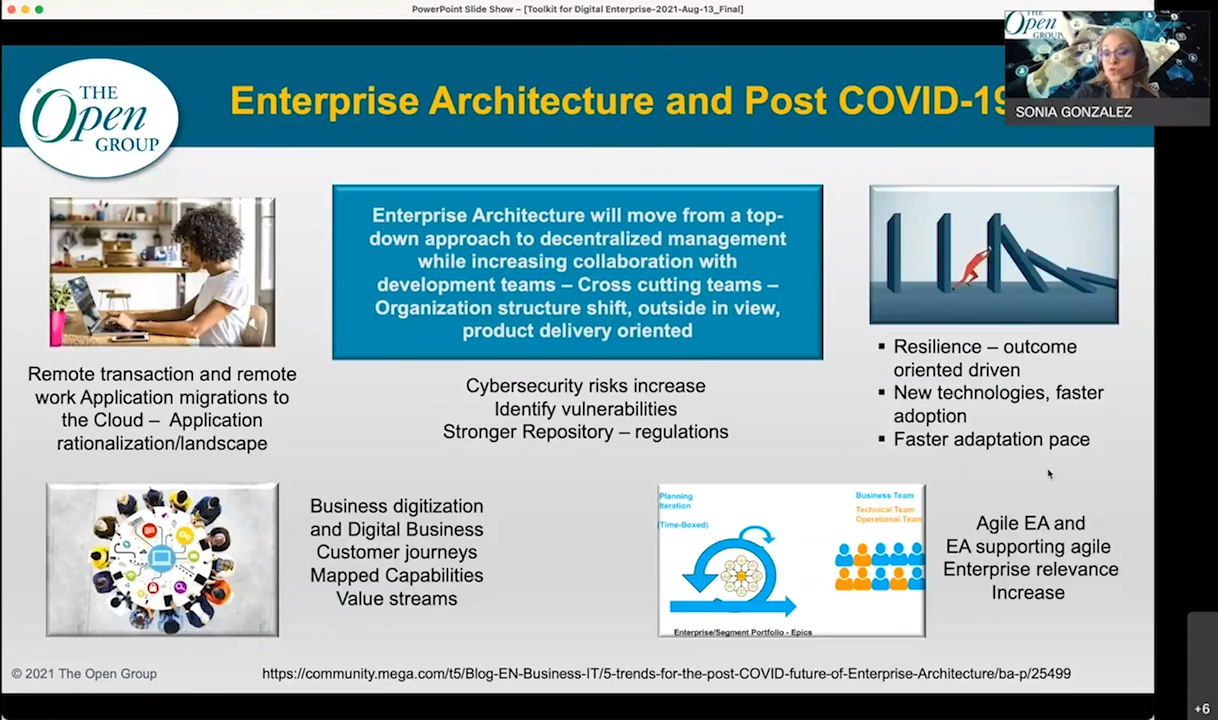 PowerPoint Slide Show – [Toolkit for Digital Enterprise-2021-Aug-13_Final]
THE
Open
GROUP
THE
Open
GROUP
SONIA GONZALEZ
Enterprise Architecture and Post COVID-19
Enterprise Architecture will move from a top-
down approach to decentralized management
while increasing collaboration with
development teams – Cross cutting teams –
Organization structure shift, outside in view,
product delivery oriented
Remote transaction and remote
work Application migrations to
the Cloud – Application
rationalization/landscape
Cybersecurity risks increase
Identify vulnerabilities
Stronger Repository – regulations
▪ Resilience – outcome
oriented driven
▪ New technologies, faster
adoption
▪ Faster adaptation pace
Business digitization
and Digital Business
Customer journeys
Mapped Capabilities
Value streams
Planning
Iteration
(Time-Boxed)
Business Team
Technical Team
Operational Team
Enterprise/Segment Portfolio - Epics
Agile EA and
EA supporting agile
Enterprise relevance
Increase
© 2021 The Open Group
https://community.mega.com/t5/Blog-EN-Business-IT/5-trends-for-the-post-COVID-future-of-Enterprise-Architecture/ba-p/25499
+6